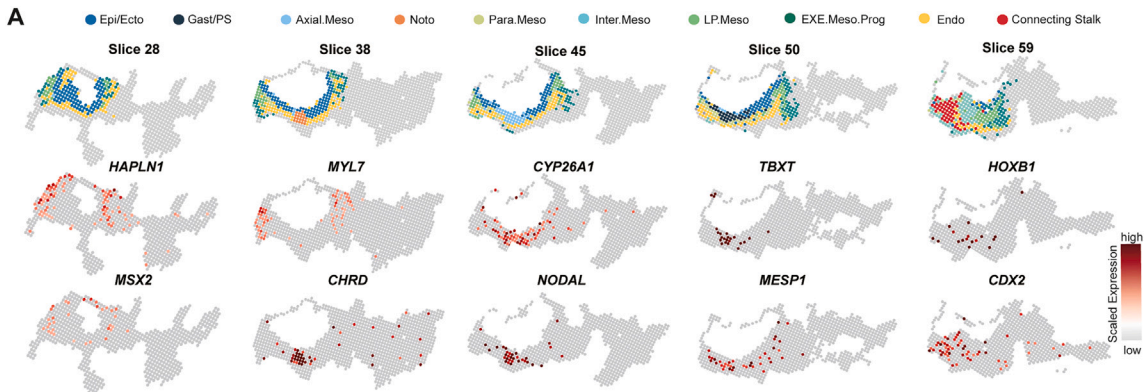 A
Epi/Ecto Gast/PS Axial.Meso Noto Para.Meso Inter.Meso LP.Meso EXE.Meso.Prog Endo Connecting Stalk
Slice 28 Slice 38 Slice 45 Slice 50 Slice 59
HAPLN1 MYL7 CYP26A1 TBXT HOXB1
MSX2 CHRD NODAL MESP1 CDX2
high
Scaled Expression
low